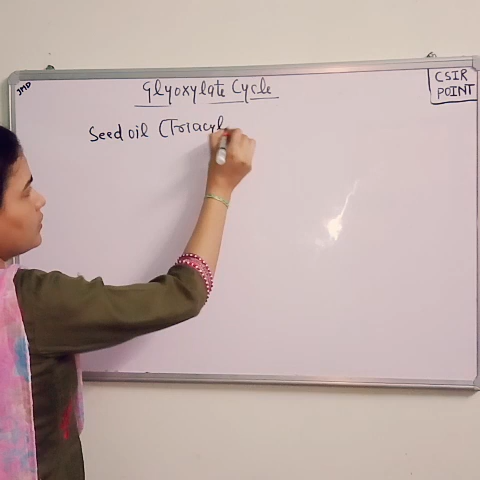 JMD
Glyoxylate Cycle
CSIR
POINT
Seed oil (Triacyl